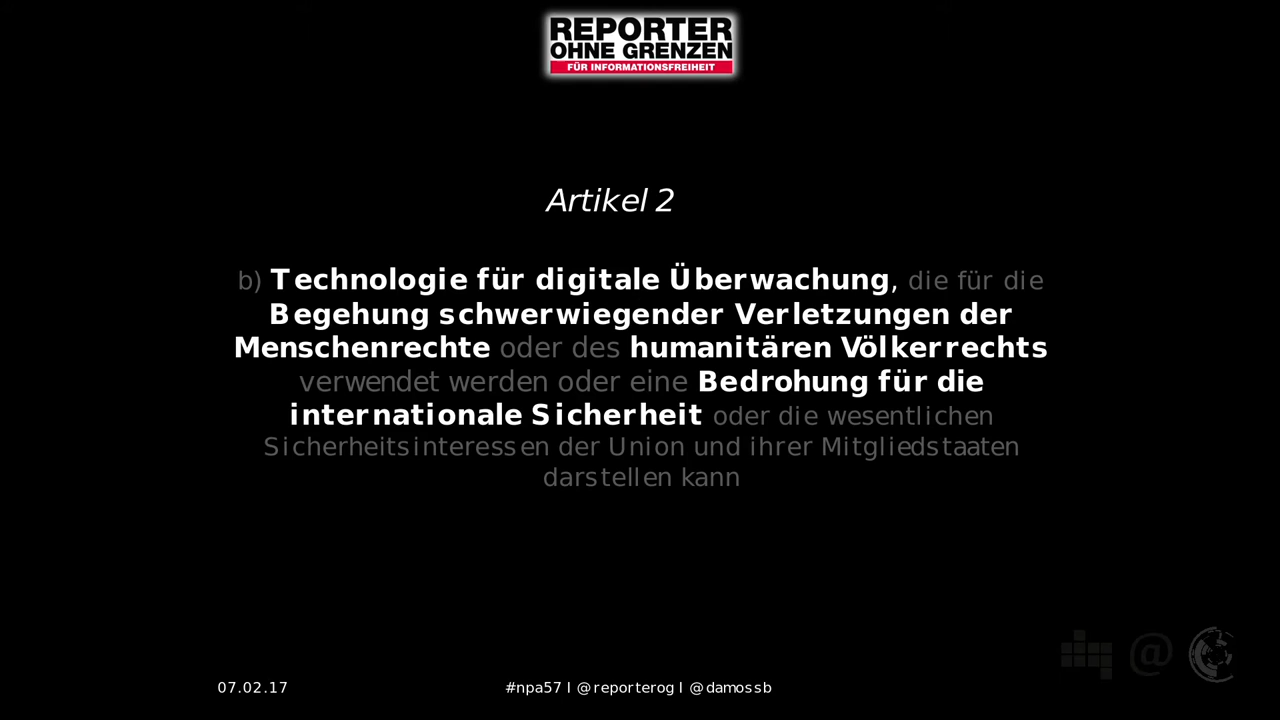 REPORTER
OHNE GRENZEN
FÜR INFORMATIONSFREIHEIT
Artikel 2
b) Technologie für digitale Überwachung, die für die
Begehung schwerwiegender Verletzungen der
Menschenrechte oder des humanitären Völkerrechts
verwendet werden oder eine Bedrohung für die
internationale Sicherheit oder die wesentlichen
Sicherheitsinteressen der Union und ihrer Mitgliedstaaten
darstellen kann
@
07.02.17 #npa57 I @reporterog I @damossb